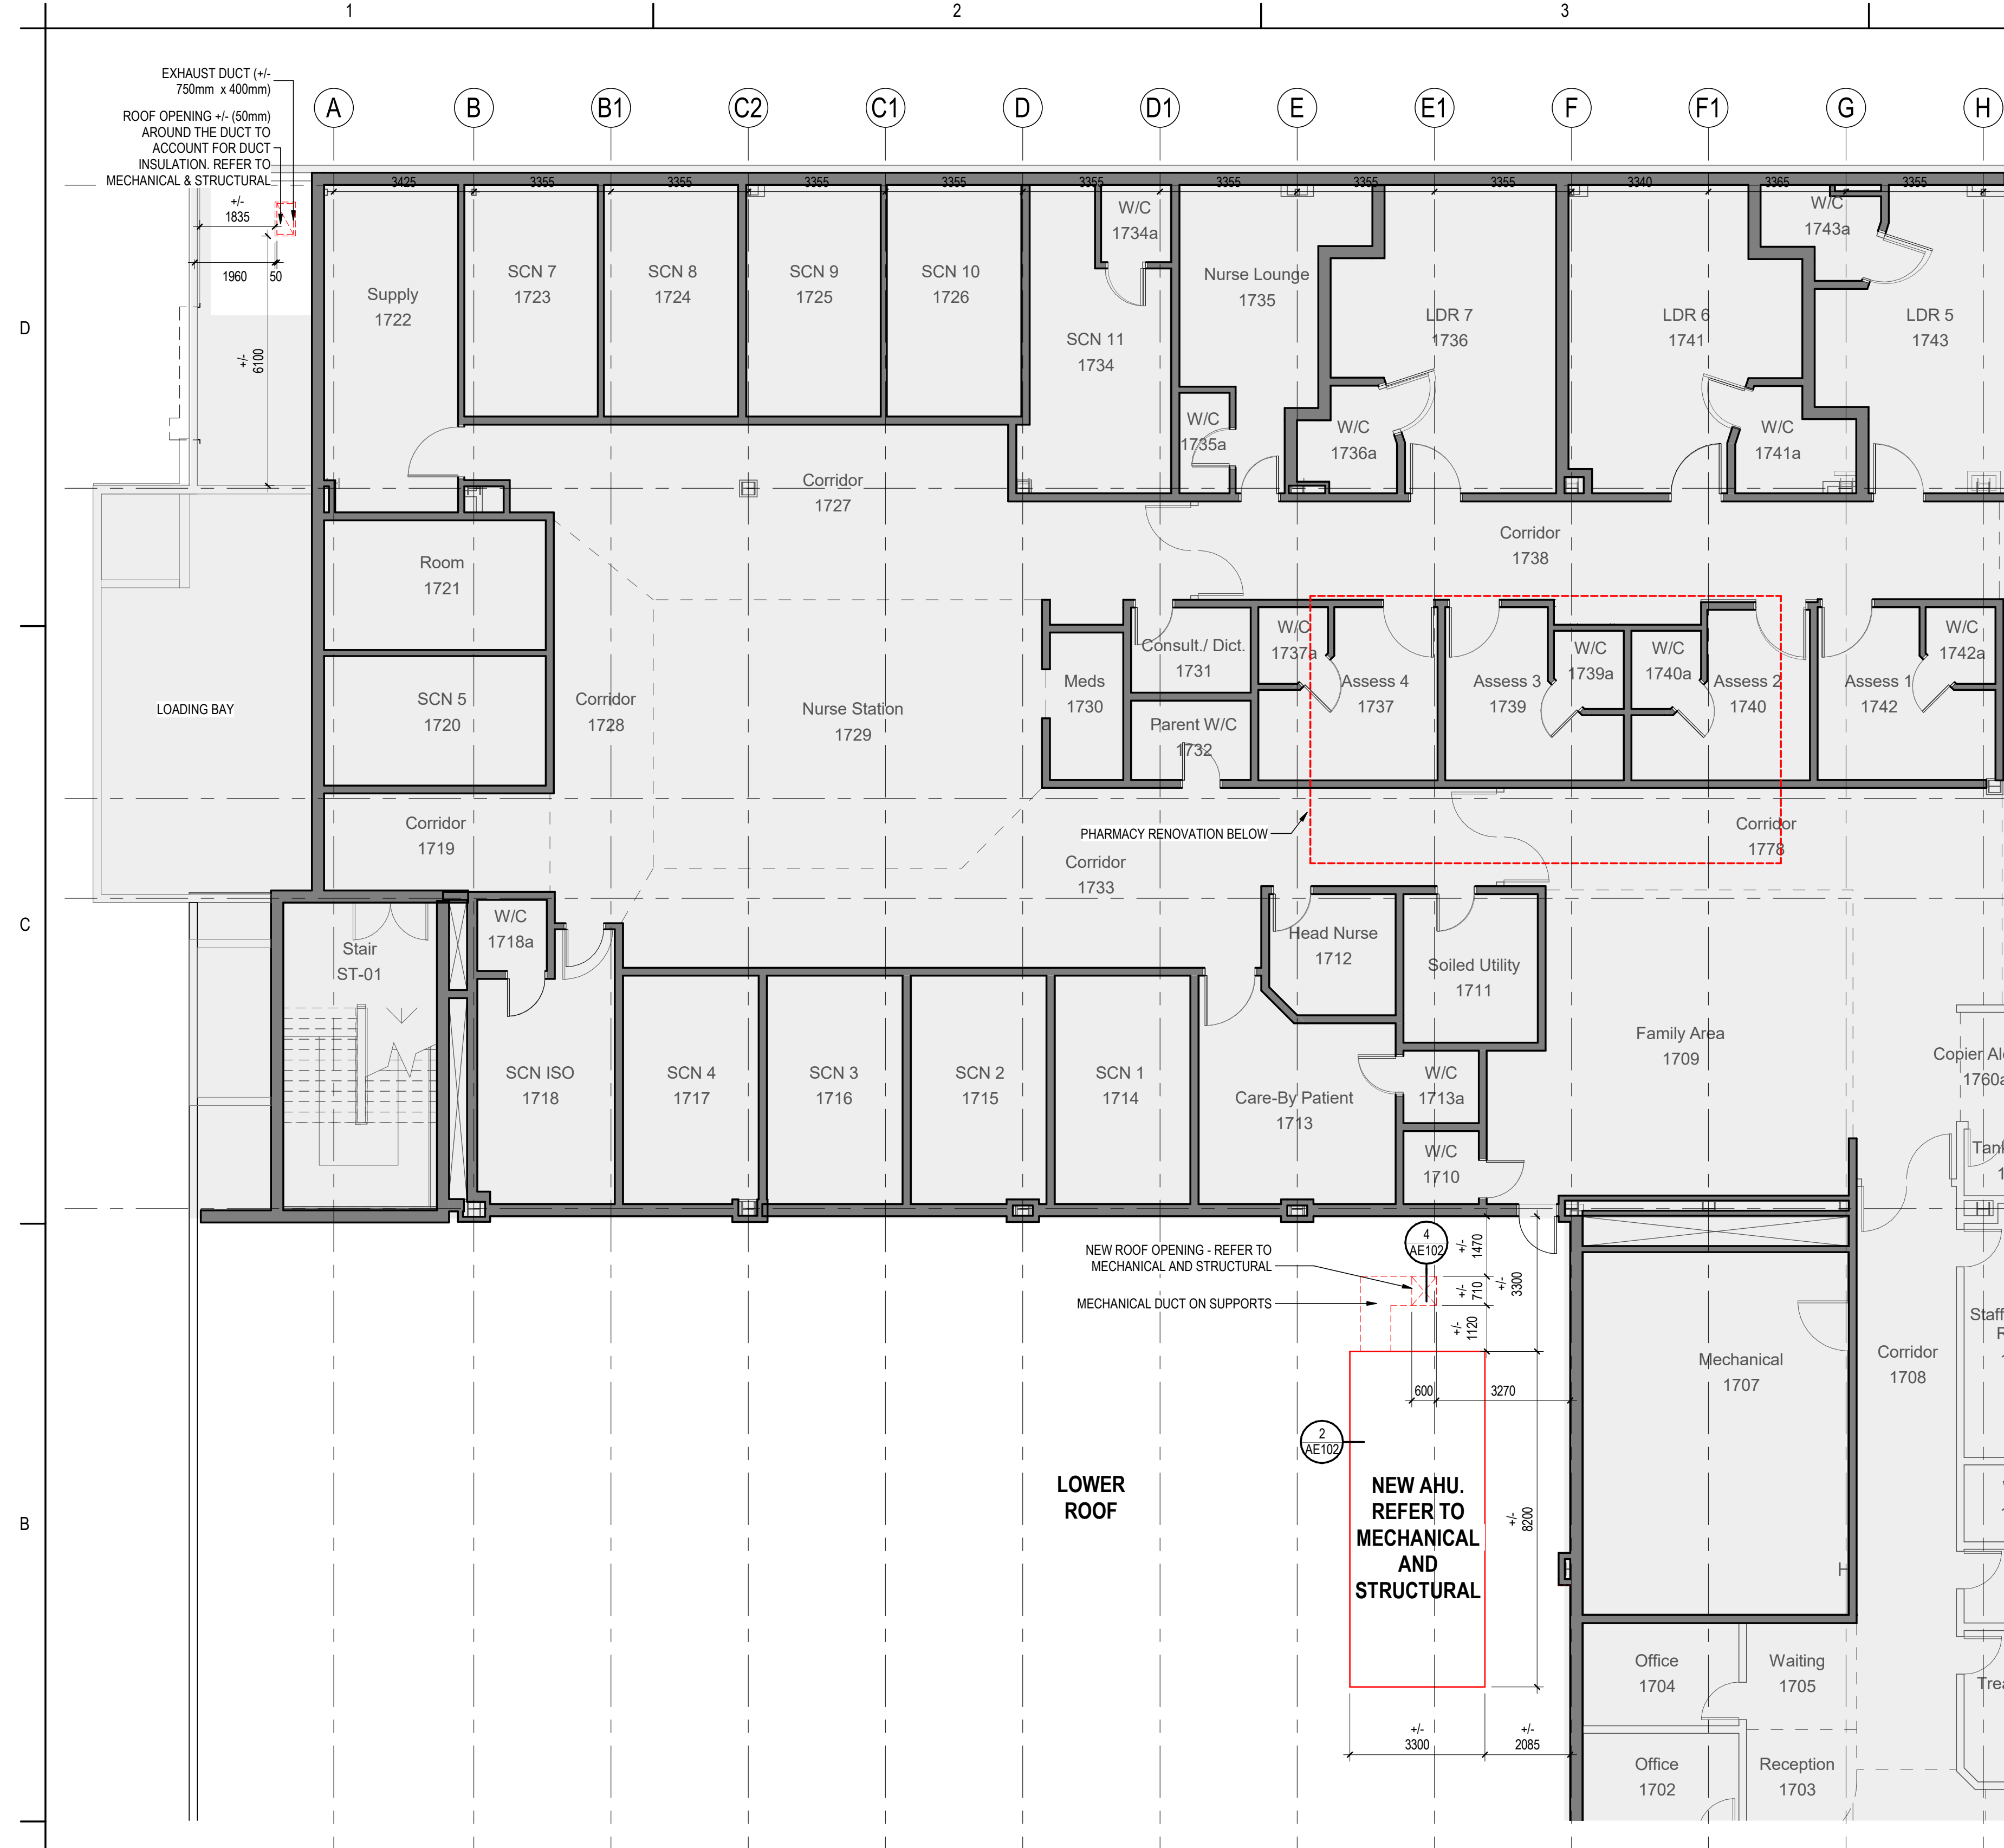 1
2
3
EXHAUST DUCT (+/-
750mm x 400mm)
ROOF OPENING +/- (50mm)
AROUND THE DUCT TO
ACCOUNT FOR DUCT
INSULATION. REFER TO
MECHANICAL & STRUCTURAL
A
B
B1
C2
C1
D
D1
E
E1
F
F1
G
H
3425
3355
3355
3355
3355
3355
3355
3355
3355
3340
3365
3355
+/-
1835
1960
50
+/-
6100
D
C
B
Supply
1722
SCN 7
1723
SCN 8
1724
SCN 9
1725
SCN 10
1726
SCN 11
1734
W/C
1734a
Nurse Lounge
1735
W/C
1735a
LDR 7
1736
W/C
1736a
LDR 6
1741
W/C
1741a
W/C
1743a
LDR 5
1743
Corridor
1727
Corridor
1738
Room
1721
SCN 5
1720
LOADING BAY
Corridor
1728
Nurse Station
1729
Meds
1730
Consult./ Dict.
1731
Parent W/C
1732
W/C
1737a
Assess 4
1737
Assess 3
1739
W/C
1739a
W/C
1740a
Assess 2
1740
Assess 1
1742
W/C
1742a
Corridor
1719
PHARMACY RENOVATION BELOW
Corridor
1733
Corridor
1778
Stair
ST-01
W/C
1718a
Head Nurse
1712
Soiled Utility
1711
Family Area
1709
Copier Al
1760a
SCN ISO
1718
SCN 4
1717
SCN 3
1716
SCN 2
1715
SCN 1
1714
Care-By Patient
1713
W/C
1713a
W/C
1710
Tan
1
NEW ROOF OPENING - REFER TO
MECHANICAL AND STRUCTURAL
MECHANICAL DUCT ON SUPPORTS
4
AE102
+/-
1470
+/-
710
+/-
3300
+/-
1120
600
3270
2
AE102
LOWER
ROOF
NEW AHU.
REFER TO
MECHANICAL
AND
STRUCTURAL
+/-
8200
+/-
3300
+/-
2085
Mechanical
1707
Corridor
1708
Staff
R
Office
1704
Waiting
1705
Trea
Office
1702
Reception
1703